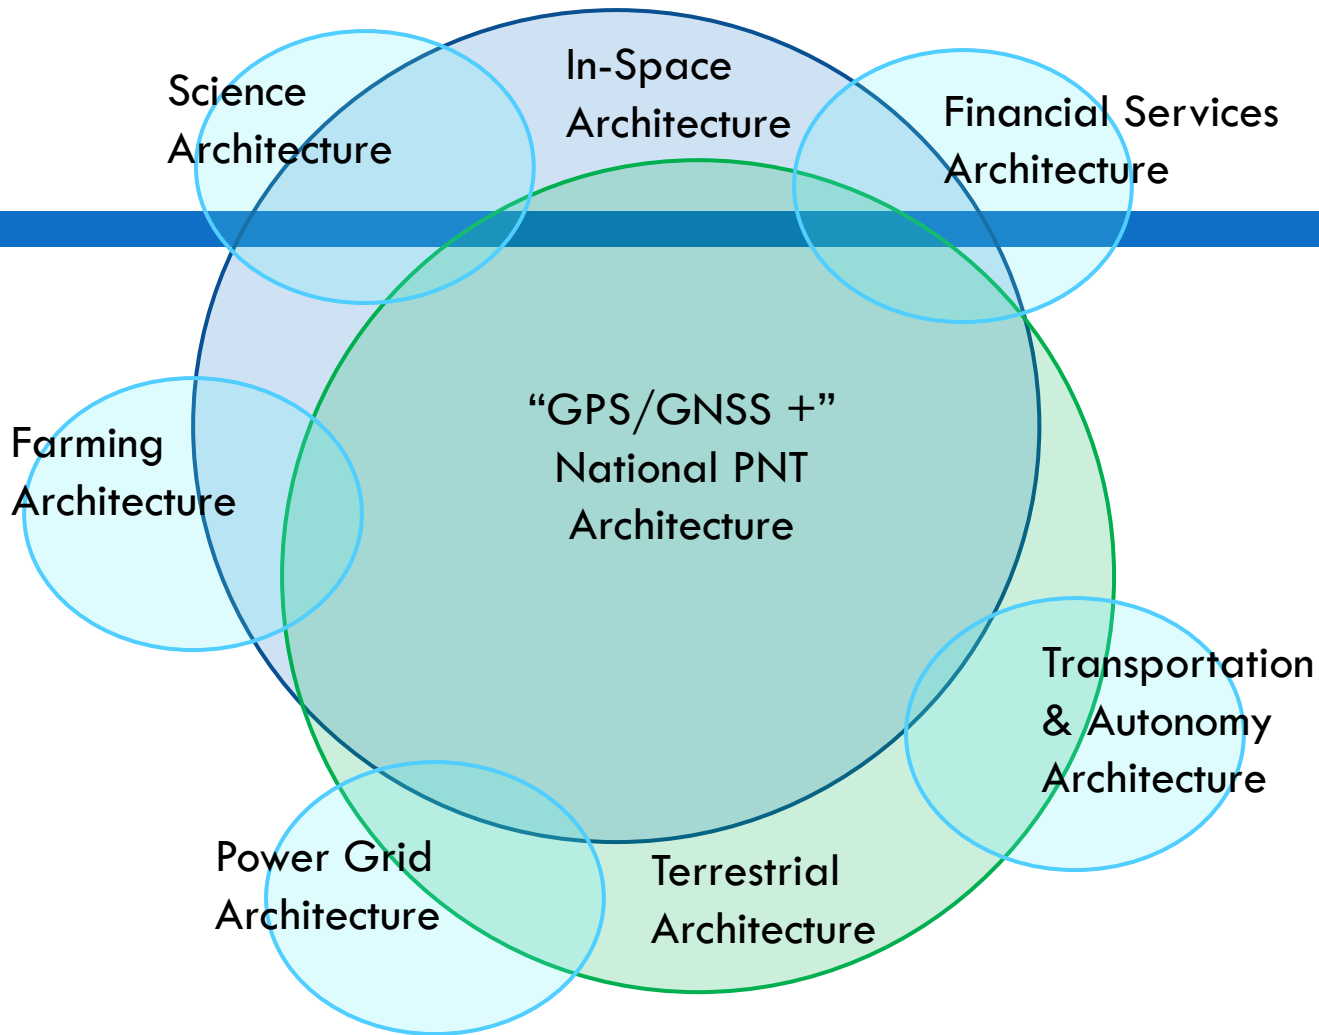 Science
Architecture
In-Space
Architecture
Financial Services
Architecture
“GPS/GNSS +”
National PNT
Architecture
Farming
Architecture
Transportation
& Autonomy
Architecture
Power Grid
Architecture
Terrestrial
Architecture